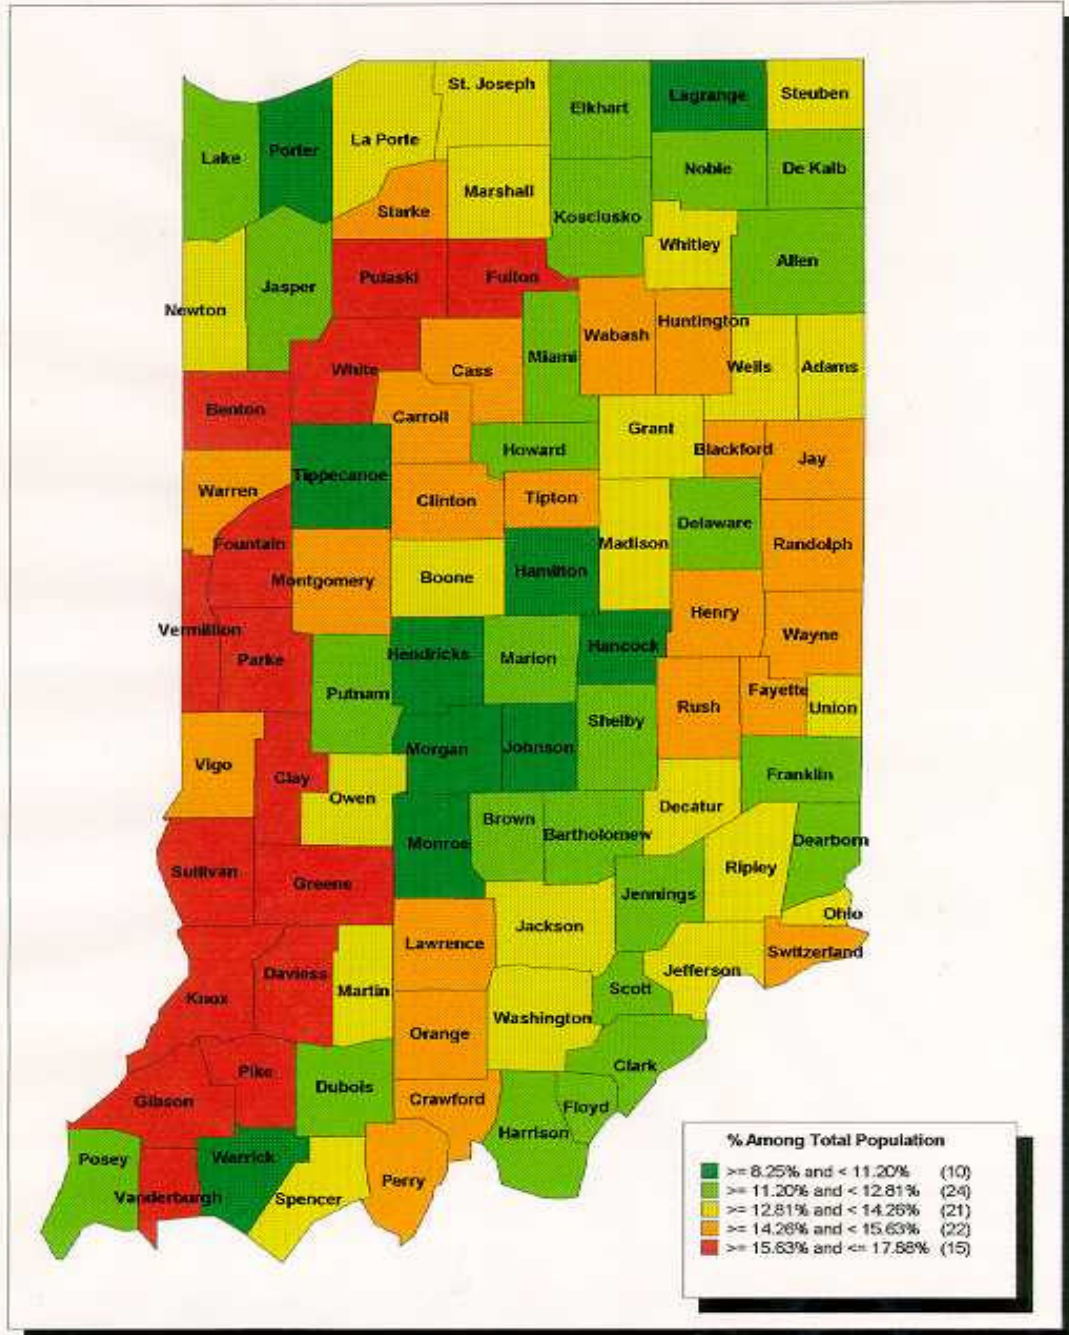 St. Joseph
Elkhart
Lagrange
Steuben
La Porte
Lake
Porter
Noble
De Kalb
Marshall
Starke
Kosciusko
Whitley
Allen
Pulaski
Fulton
Jasper
Newton
Wabash
Huntington
Miami
White
Cass
Wells
Adams
Benton
Carroll
Grant
Howard
Blackford
Jay
Tippecanoe
Warren
Clinton
Tipton
Delaware
Madison
Randolph
Fountain
Montgomery
Boone
Hamilton
Henry
Wayne
Vermillion
Parke
Hendricks
Marion
Hancock
Putnam
Fayette
Rush
Union
Shelby
Morgan
Johnson
Vigo
Clay
Franklin
Owen
Decatur
Brown
Bartholomew
Monroe
Dearborn
Ripley
Sullivan
Greene
Jennings
Ohio
Jackson
Lawrence
Switzerland
Daviess
Jefferson
Martin
Scott
Knox
Washington
Orange
Clark
Pike
Dubois
Gibson
Crawford
Floyd
Harrison
Posey
Warrick
Perry
Vanderburgh
Spencer
% Among Total Population
>= 8.25% and < 11.20% (10)
>= 11.20% and < 12.81% (24)
>= 12.81% and < 14.26% (21)
>= 14.26% and < 15.63% (22)
>= 15.63% and <= 17.88% (15)